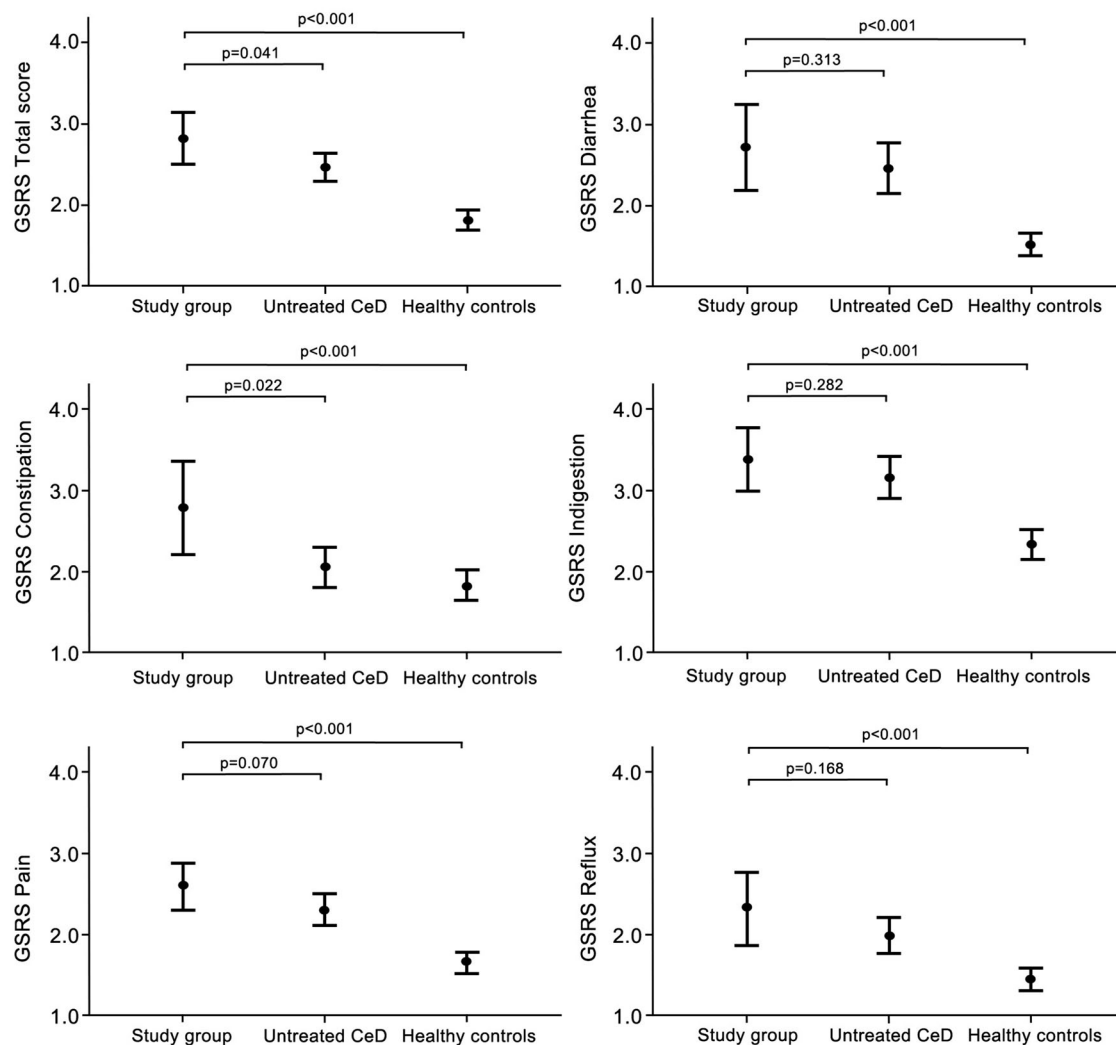 p<0.001
p=0.041
4.0
3.0
2.0
1.0
GSRS Total score
Study group
Untreated CeD
Healthy controls
p<0.001
p=0.313
4.0
3.0
2.0
1.0
GSRS Diarrhea
Study group
Untreated CeD
Healthy controls
p<0.001
p=0.022
4.0
3.0
2.0
1.0
GSRS Constipation
Study group
Untreated CeD
Healthy controls
p<0.001
p=0.282
4.0
3.0
2.0
1.0
GSRS Indigestion
Study group
Untreated CeD
Healthy controls
p<0.001
p=0.070
4.0
3.0
2.0
1.0
GSRS Pain
Study group
Untreated CeD
Healthy controls
p<0.001
p=0.168
4.0
3.0
2.0
1.0
GSRS Reflux
Study group
Untreated CeD
Healthy controls